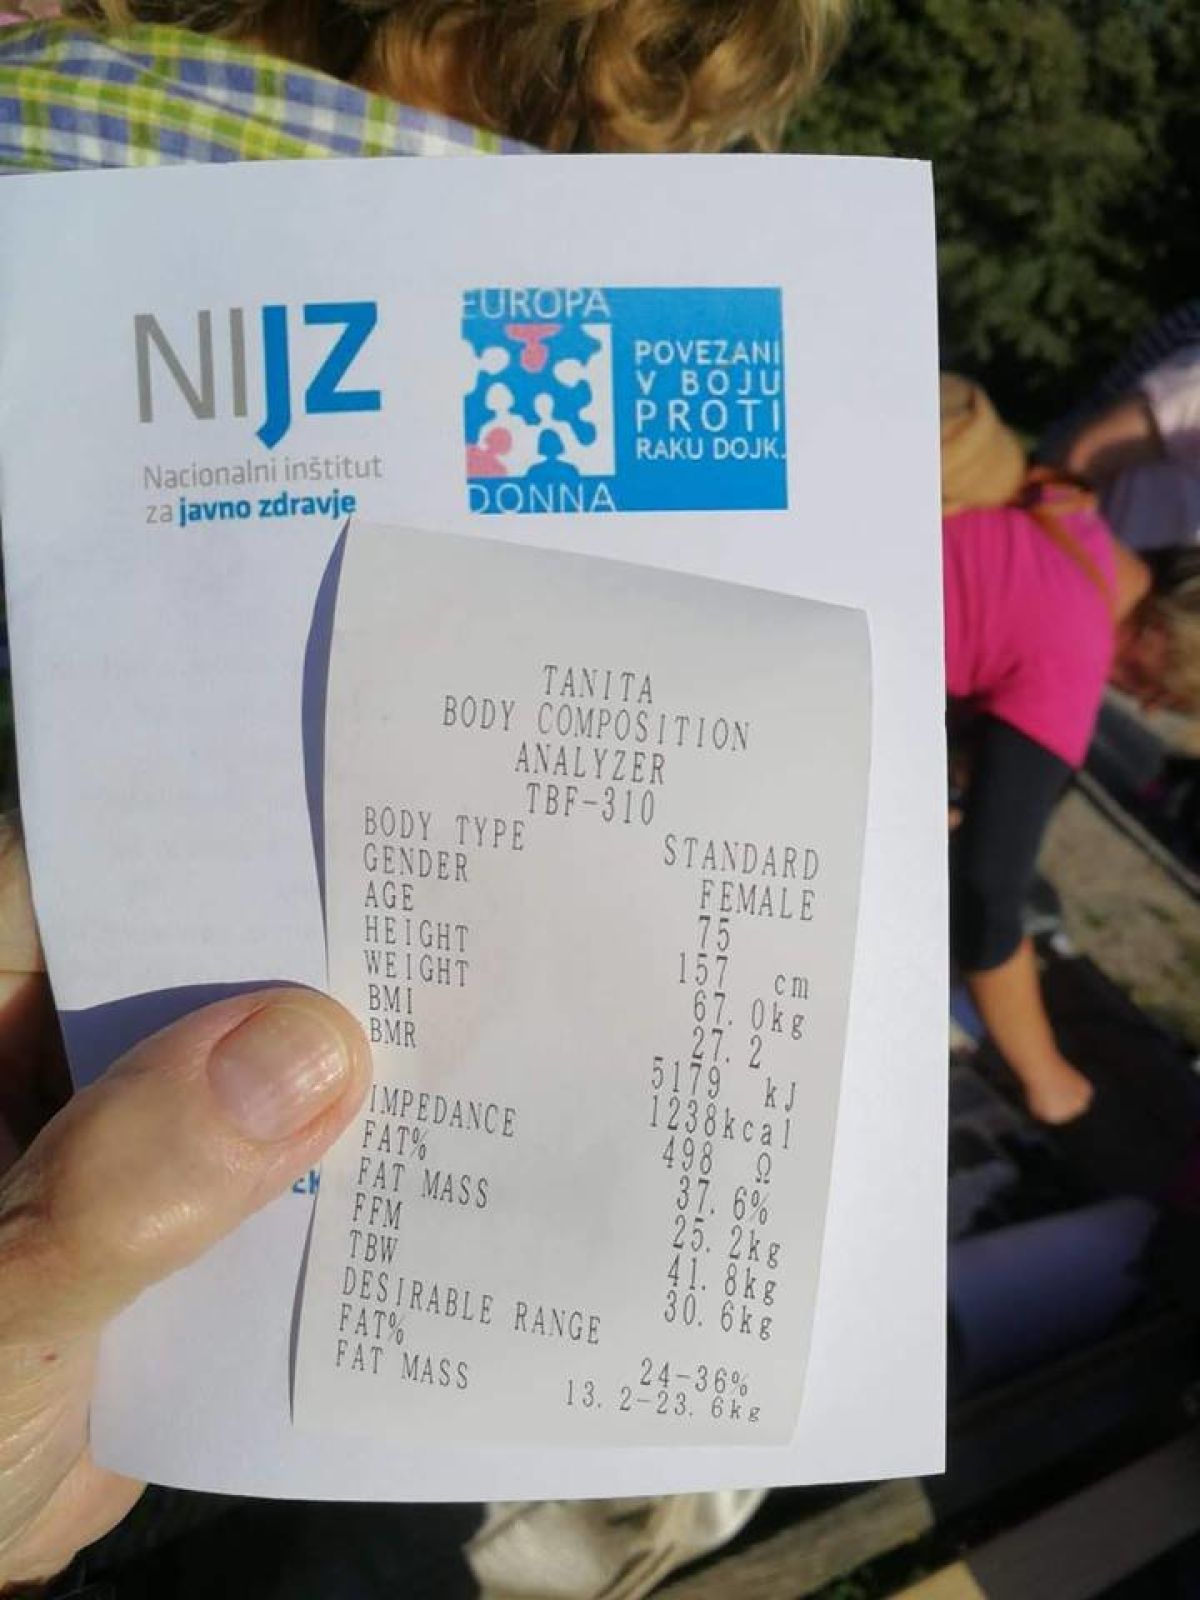 NIJZ
Nacionalni inštitut
za javno zdravje
EUROPA
DONNA
POVEZANI
V BOJU
PROTI
RAKU DOJK
TANITA
BODY COMPOSITION
ANALYZER
TBF-310
BODY TYPE STANDARD
GENDER FEMALE
AGE 75
HEIGHT 157 cm
WEIGHT 67.0kg
BMI 27.2
BMR 5179 kJ
1238kcal
IMPEDANCE 498 Ω
FAT% 37.6%
FAT MASS 25.2kg
FFM 41.8kg
TBW 30.6kg
DESIRABLE RANGE
FAT% 24-36%
FAT MASS 13.2-23.6kg